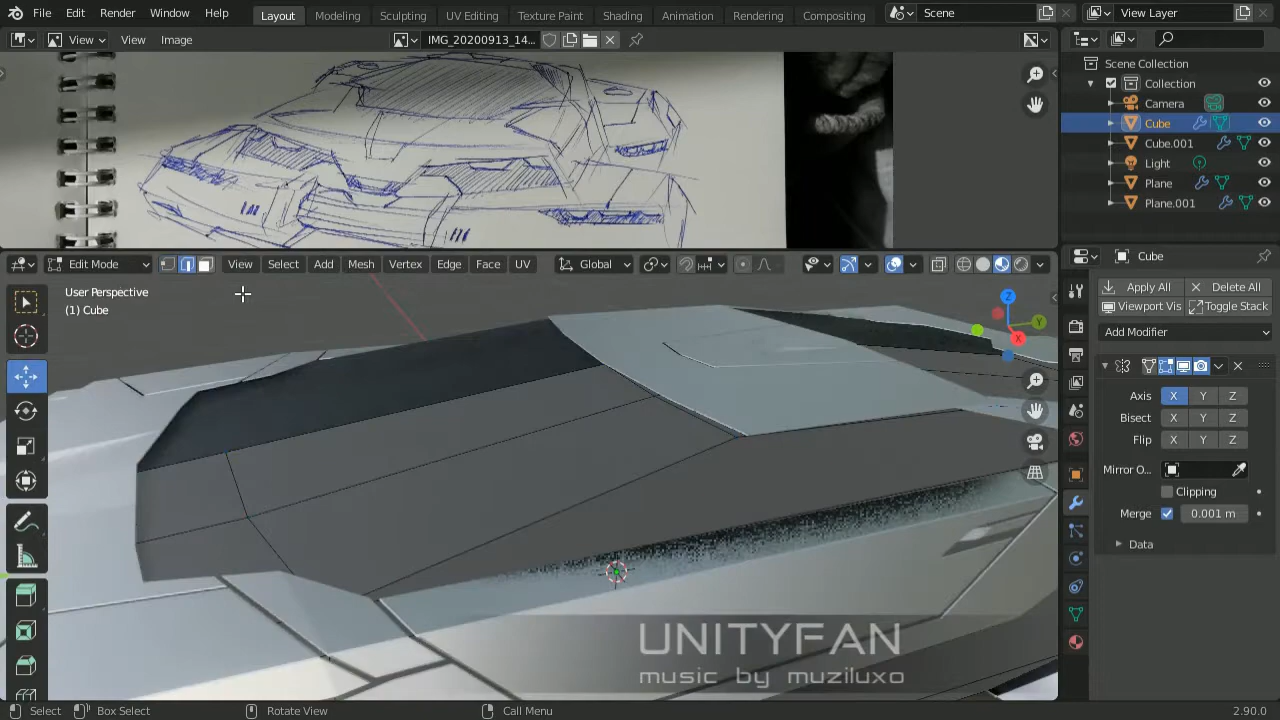 File Edit Render Window Help
Layout Modeling Sculpting UV Editing Texture Paint Shading Animation Rendering Compositing
Scene
View Layer
View View Image
IMG_20200913_14...
Scene Collection
Collection
Camera
Cube
Cube.001
Light
Plane
Plane.001
Edit Mode View Select Add Mesh Vertex Edge Face UV Global
User Perspective
(1) Cube
Z
Y
X
Cube
Apply All Delete All
Viewport Vis Toggle Stack
Add Modifier
Axis X Y Z
Bisect X Y Z
Flip X Y Z
Mirror O...
Clipping
Merge 0.001 m
Data
UNITYFAN
music by muziluxo
Select Box Select Rotate View Call Menu 2.90.0